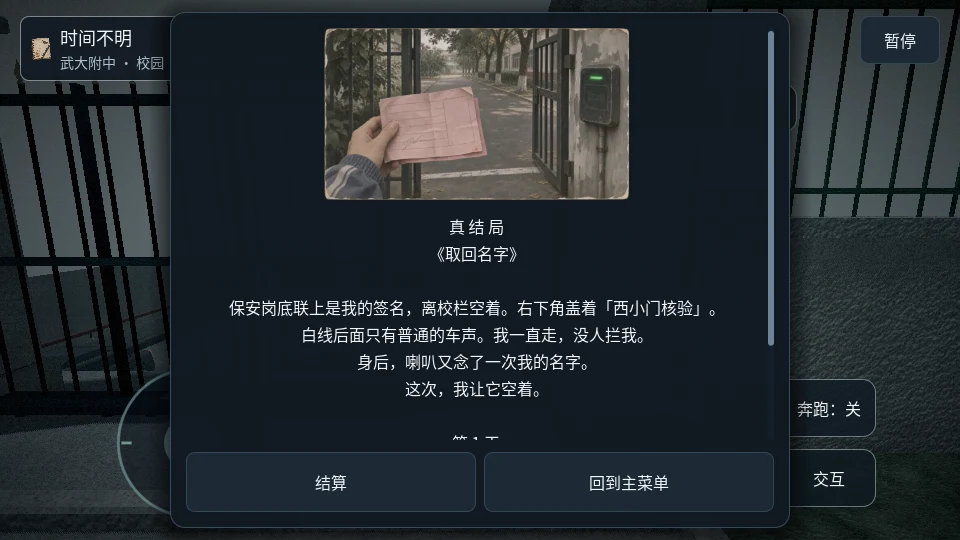 时间不明
武大附中 · 校园
暂停
真 结 局
《取回名字》
保安岗底联上是我的签名，离校栏空着。右下角盖着「西小门核验」。
白线后面只有普通的车声。我一直走，没人拦我。
身后，喇叭又念了一次我的名字。
这次，我让它空着。
奔跑：关
结算
回到主菜单
交互